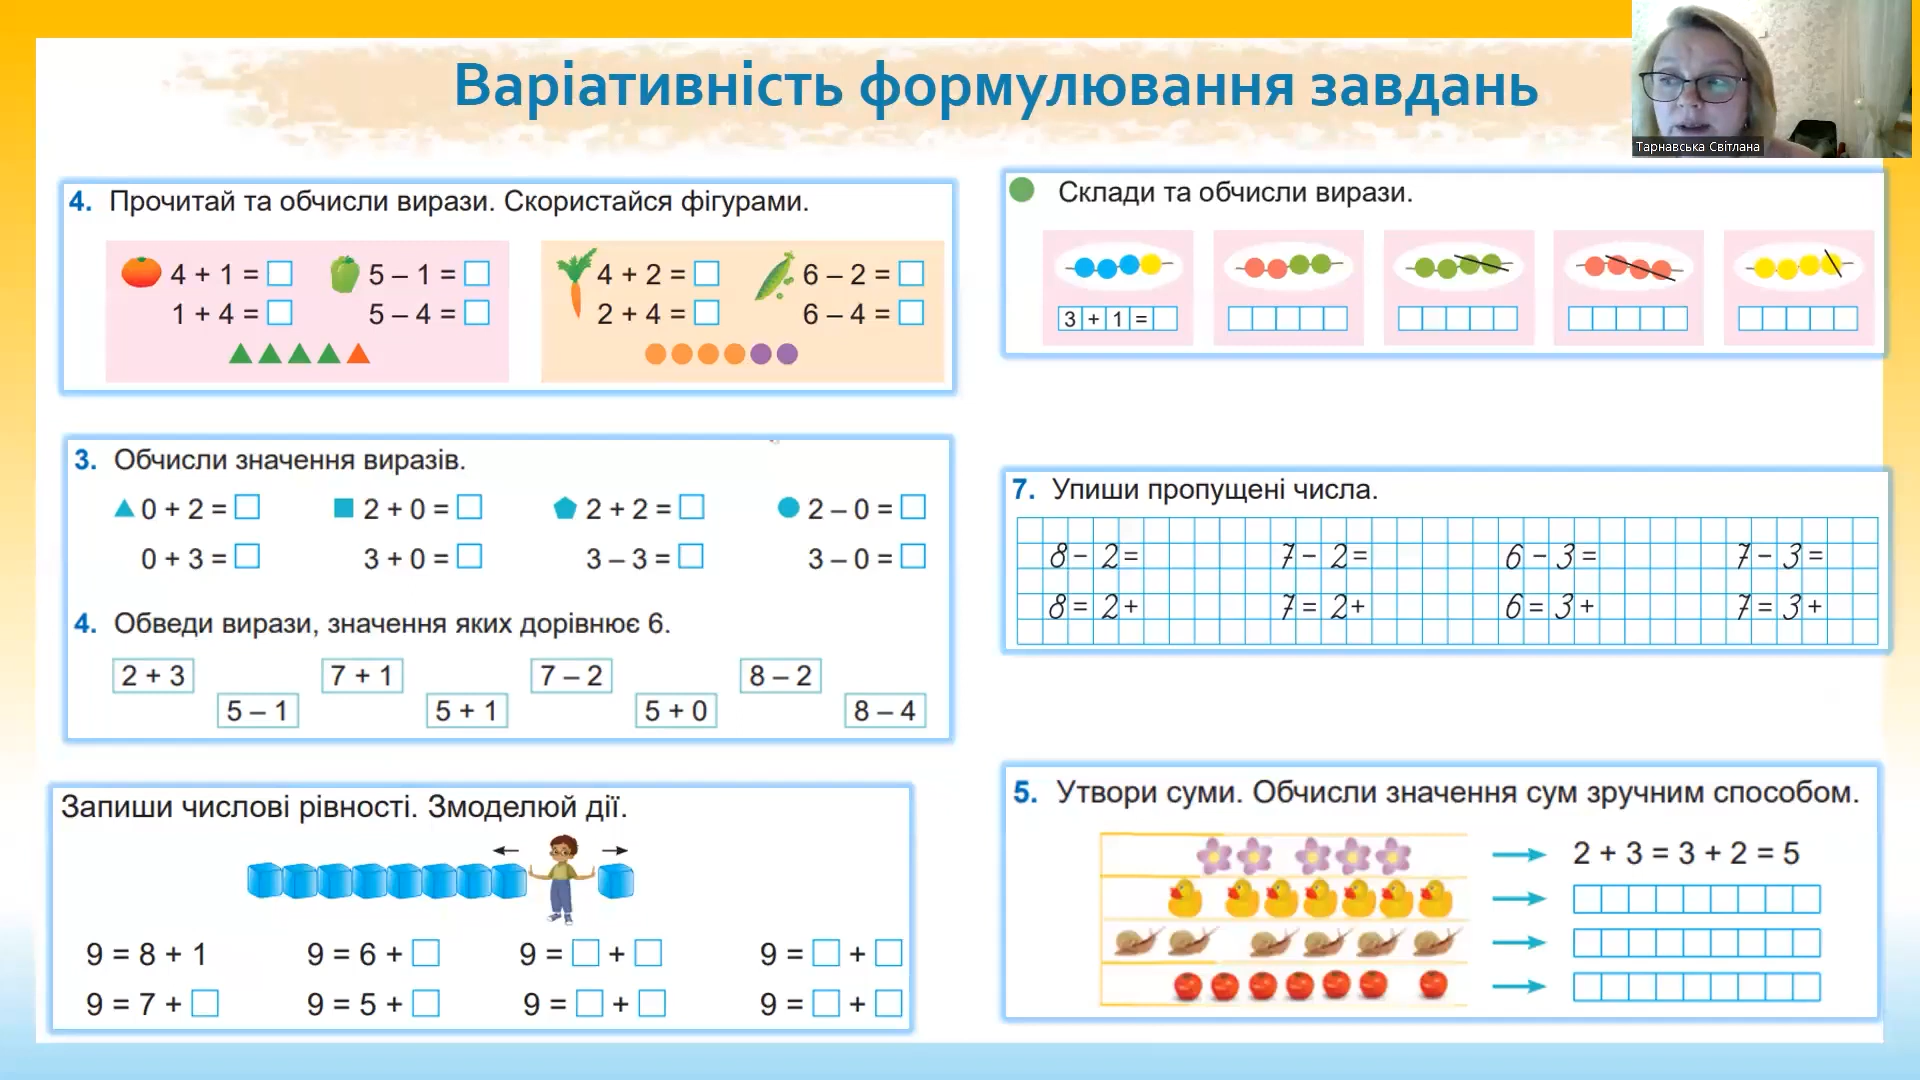 Варіативність формулювання завдань
Тарнавська Світлана
4. Прочитай та обчисли вирази. Скористайся фігурами.
4 + 1 = 5 – 1 =
1 + 4 = 5 – 4 =
4 + 2 = 6 – 2 =
2 + 4 = 6 – 4 =
Склади та обчисли вирази.
3 + 1 =
3. Обчисли значення виразів.
0 + 2 = 2 + 0 = 2 + 2 = 2 – 0 =
0 + 3 = 3 + 0 = 3 – 3 = 3 – 0 =
4. Обведи вирази, значення яких дорівнює 6.
2 + 3 7 + 1 7 – 2 8 – 2
5 – 1 5 + 1 5 + 0 8 – 4
7. Упиши пропущені числа.
8 – 2 = 7 – 2 = 6 – 3 = 7 – 3 =
8 = 2 + 7 = 2 + 6 = 3 + 7 = 3 +
Запиши числові рівності. Змоделюй дії.
9 = 8 + 1 9 = 6 + 9 = + 9 = +
9 = 7 + 9 = 5 + 9 = + 9 = +
5. Утвори суми. Обчисли значення сум зручним способом.
2 + 3 = 3 + 2 = 5